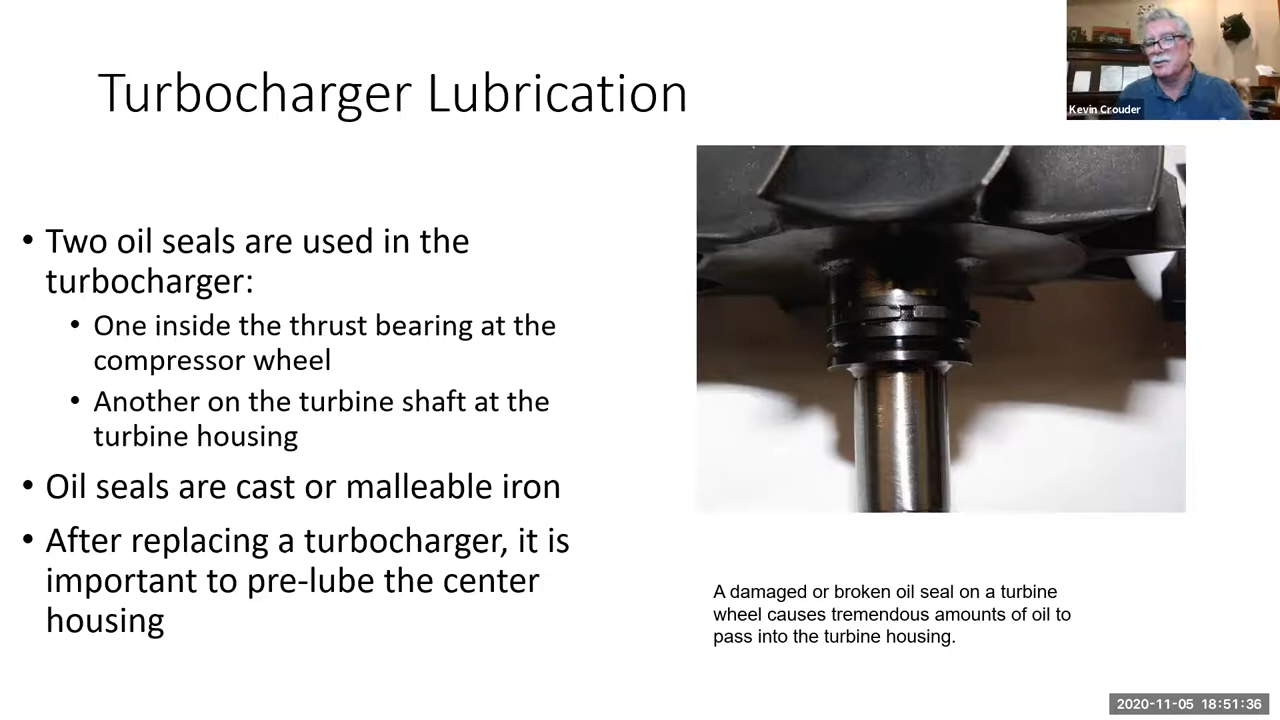 Turbocharger Lubrication
Kevin Crouder
• Two oil seals are used in the
turbocharger:
• One inside the thrust bearing at the
compressor wheel
• Another on the turbine shaft at the
turbine housing
• Oil seals are cast or malleable iron
• After replacing a turbocharger, it is
important to pre-lube the center
housing
A damaged or broken oil seal on a turbine
wheel causes tremendous amounts of oil to
pass into the turbine housing.
2020-11-05 18:51:36